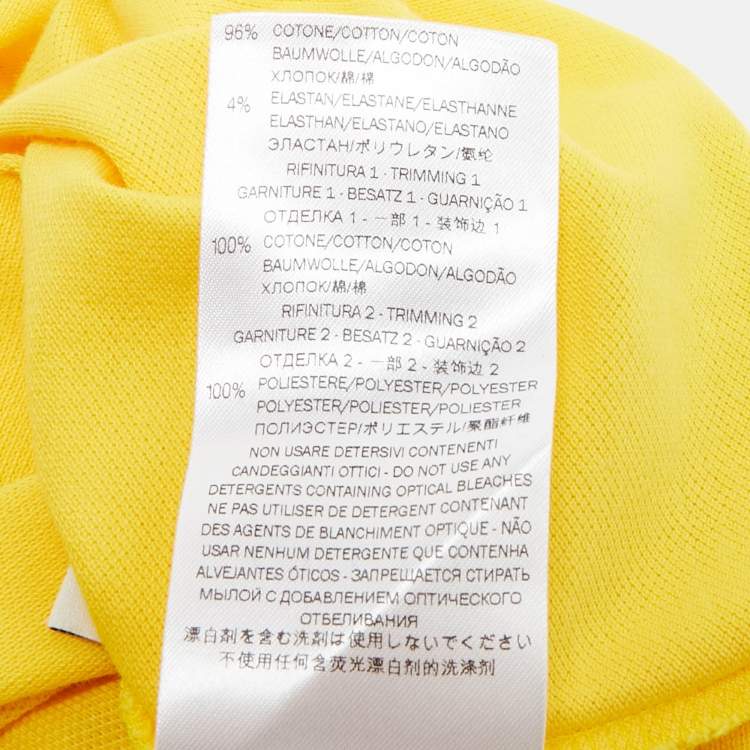 96% COTONE/COTTON/COTON
BAUMWOLLE/ALGODON/ALGODÃO
ХЛОПОК/棉/棉
4% ELASTAN/ELASTANE/ELASTHANNE
ELASTHAN/ELASTANO/ELASTANO
ЭЛАСТАН/ポリウレタン/氨纶
RIFINITURA 1 - TRIMMING 1
GARNITURE 1 - BESATZ 1 - GUARNIÇÃO 1
ОТДЕЛКА 1 - 一部 1 - 装饰边 1
100% COTONE/COTTON/COTON
BAUMWOLLE/ALGODON/ALGODÃO
ХЛОПОК/棉/棉
RIFINITURA 2 - TRIMMING 2
GARNITURE 2 - BESATZ 2 - GUARNIÇÃO 2
ОТДЕЛКА 2 - 一部 2 - 装饰边 2
100% POLIESTERE/POLYESTER/POLYESTER
POLYESTER/POLIESTER/POLIESTER
ПОЛИЭСТЕР/ポリエステル/聚酯纤维
NON USARE DETERSIVI CONTENENTI
CANDEGGIANTI OTTICI - DO NOT USE ANY
DETERGENTS CONTAINING OPTICAL BLEACHES
NE PAS UTILISER DE DETERGENT CONTENANT
DES AGENTS DE BLANCHIMENT OPTIQUE - NÃO
USAR NENHUM DETERGENTE QUE CONTENHA
ALVEJANTES ÓTICOS - ЗАПРЕЩАЕТСЯ СТИРАТЬ
МЫЛОЙ С ДОБАВЛЕНИЕМ ОПТИЧЕСКОГО
ОТБЕЛИВАНИЯ
漂白剤を含む洗剤は使用しないでください
不使用任何含荧光漂白剂的洗涤剂